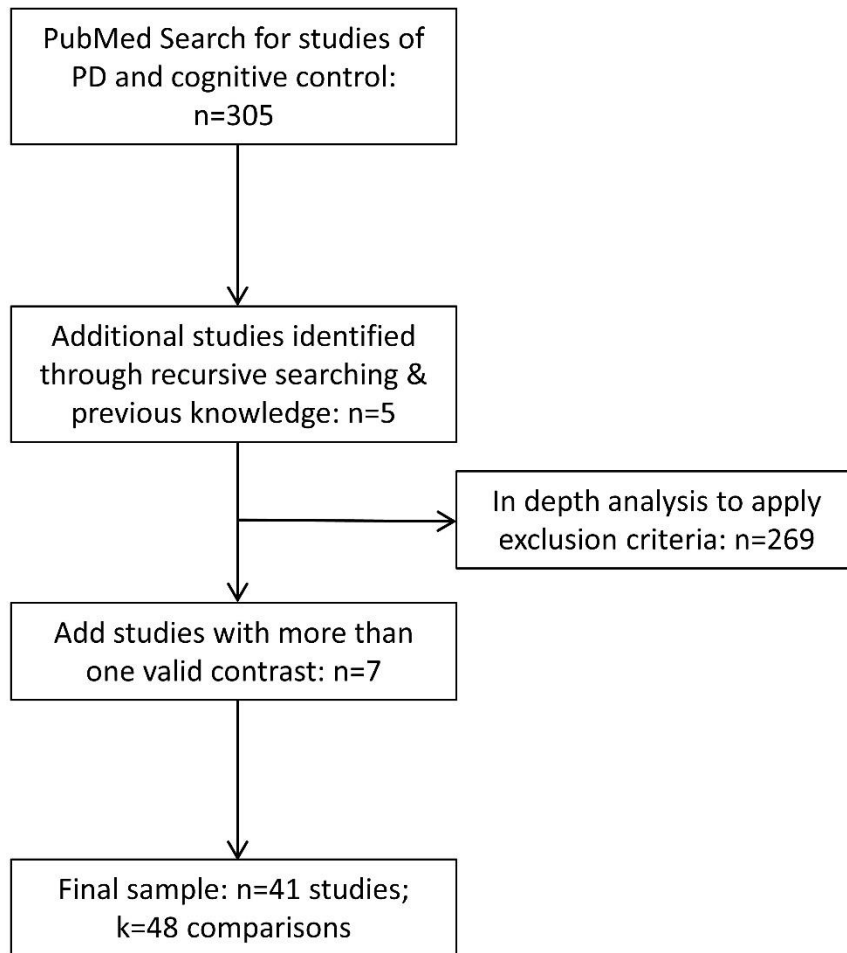 PubMed Search for studies of
PD and cognitive control:
n=305
Additional studies identified
through recursive searching &
previous knowledge: n=5
In depth analysis to apply
exclusion criteria: n=269
Add studies with more than
one valid contrast: n=7
Final sample: n=41 studies;
k=48 comparisons